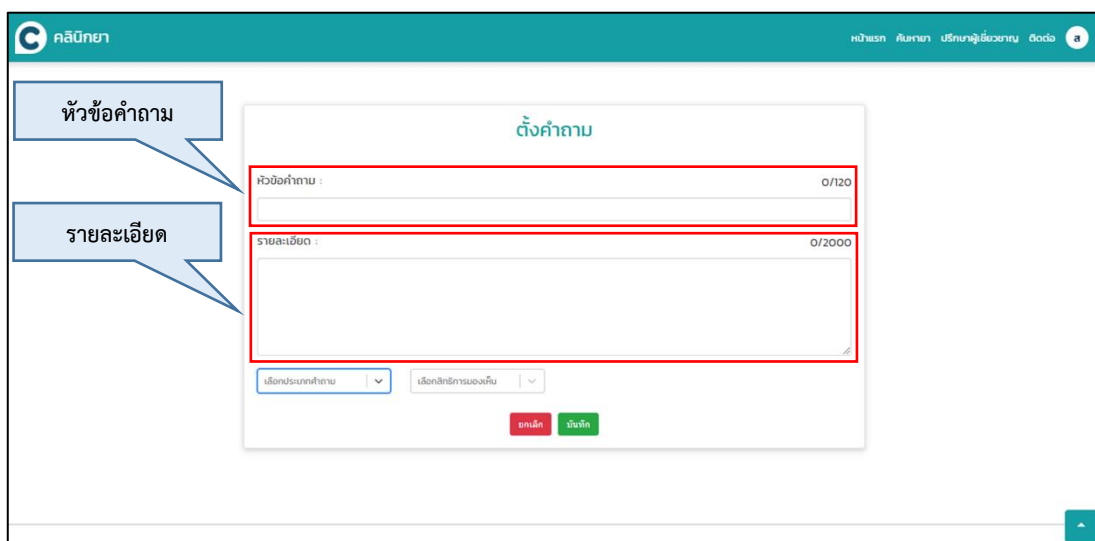 คลินิกยา
หน้าแรก ค้นหายา ปรึกษาผู้เชี่ยวชาญ ติดต่อ ส
หัวข้อคำถาม
ตั้งคำถาม
หัวข้อคำถาม : 0/120
รายละเอียด
รายละเอียด : 0/2000
เลือกประเภทคำถาม เลือกสิทธิการมองเห็น
ยกเลิก บันทึก